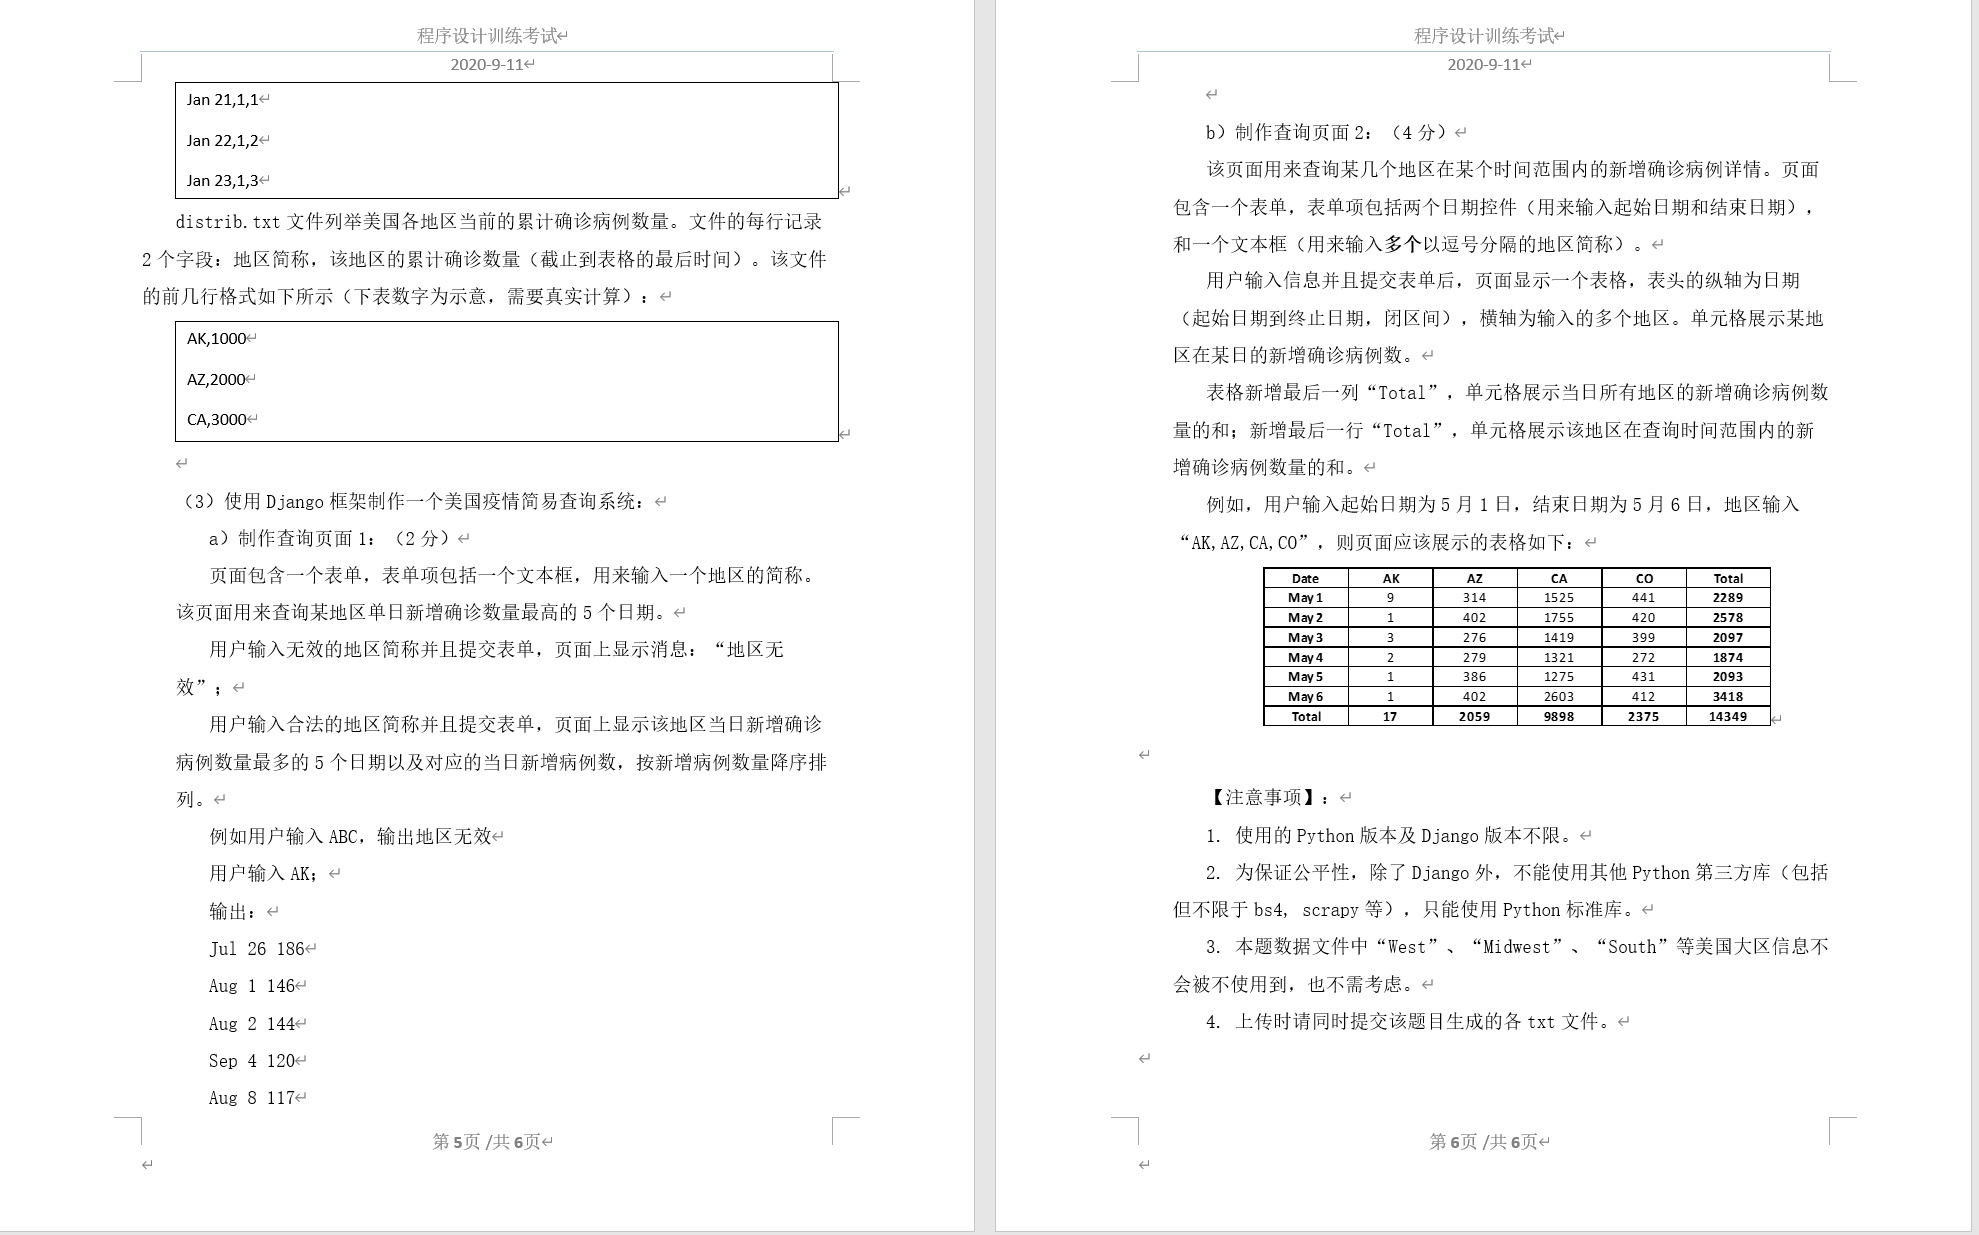 程序设计训练考试
2020-9-11
Jan 21,1,1
Jan 22,1,2
Jan 23,1,3
distrib.txt 文件列举美国各地区当前的累计确诊病例数量。文件的每行记录
2 个字段：地区简称，该地区的累计确诊数量（截止到表格的最后时间）。该文件
的前几行格式如下所示（下表数字为示意，需要真实计算）：
AK,1000
AZ,2000
CA,3000
（3）使用 Django 框架制作一个美国疫情简易查询系统：
a）制作查询页面 1：（2 分）
页面包含一个表单，表单项包括一个文本框，用来输入一个地区的简称。
该页面用来查询某地区单日新增确诊数量最高的 5 个日期。
用户输入无效的地区简称并且提交表单，页面上显示消息：“地区无
效”；
用户输入合法的地区简称并且提交表单，页面上显示该地区当日新增确诊
病例数量最多的 5 个日期以及对应的当日新增病例数，按新增病例数量降序排
列。
例如用户输入 ABC，输出地区无效
用户输入 AK；
输出：
Jul 26 186
Aug 1 146
Aug 2 144
Sep 4 120
Aug 8 117
第 5页 /共 6页
程序设计训练考试
2020-9-11
b）制作查询页面 2：（4 分）
该页面用来查询某几个地区在某个时间范围内的新增确诊病例详情。页面
包含一个表单，表单项包括两个日期控件（用来输入起始日期和结束日期），
和一个文本框（用来输入多个以逗号分隔的地区简称）。
用户输入信息并且提交表单后，页面显示一个表格，表头的纵轴为日期
（起始日期到终止日期，闭区间），横轴为输入的多个地区。单元格展示某地
区在某日的新增确诊病例数。
表格新增最后一列“Total”，单元格展示当日所有地区的新增确诊病例数
量的和；新增最后一行“Total”，单元格展示该地区在查询时间范围内的新
增确诊病例数量的和。
例如，用户输入起始日期为 5 月 1 日，结束日期为 5 月 6 日，地区输入
“AK,AZ,CA,CO”，则页面应该展示的表格如下：
Date AK AZ CA CO Total
May 1 9 314 1525 441 2289
May 2 1 402 1755 420 2578
May 3 3 276 1419 399 2097
May 4 2 279 1321 272 1874
May 5 1 386 1275 431 2093
May 6 1 402 2603 412 3418
Total 17 2059 9898 2375 14349
【注意事项】：
1. 使用的 Python 版本及 Django 版本不限。
2. 为保证公平性，除了 Django 外，不能使用其他 Python 第三方库（包括
但不限于 bs4, scrapy 等），只能使用 Python 标准库。
3. 本题数据文件中“West”、“Midwest”、“South”等美国大区信息不
会被不使用到，也不需考虑。
4. 上传时请同时提交该题目生成的各 txt 文件。
第 6页 /共 6页